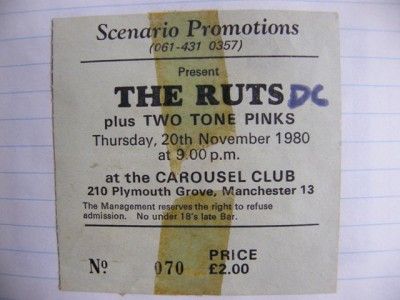 Scenario Promotions
(061-431 0357)
Present
THE RUTS DC
plus TWO TONE PINKS
Thursday, 20th November 1980
at 9.00 p.m.
at the CAROUSEL CLUB
210 Plymouth Grove, Manchester 13
The Management reserves the right to refuse
admission. No under 18's late Bar.
PRICE
Nº 070 £2.00